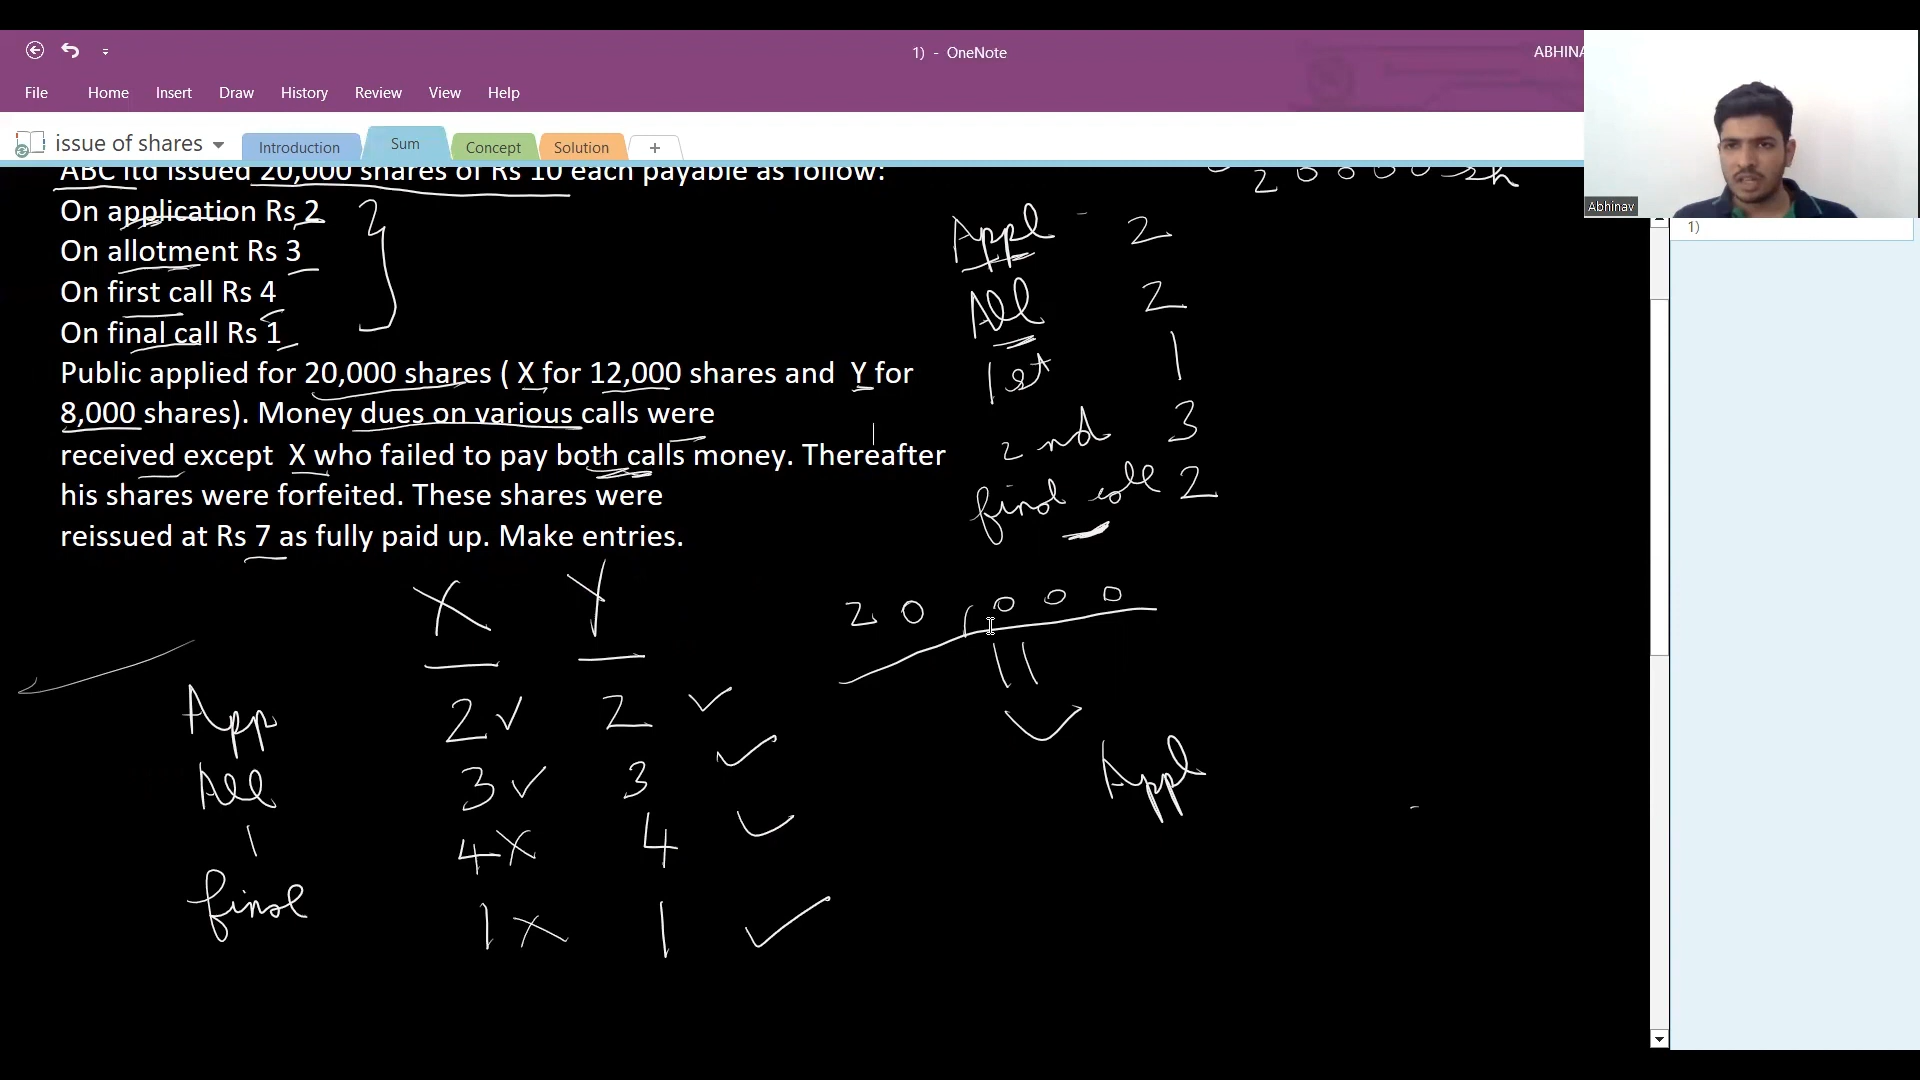 1) - OneNote
ABHINA
File Home Insert Draw History Review View Help
issue of shares Introduction Sum Concept Solution +
ABC ltd issued 20,000 shares of Rs 10 each payable as follow:
On application Rs 2
On allotment Rs 3
On first call Rs 4
On final call Rs 1
Public applied for 20,000 shares ( X for 12,000 shares and Y for
8,000 shares). Money dues on various calls were
received except X who failed to pay both calls money. Thereafter
his shares were forfeited. These shares were
reissued at Rs 7 as fully paid up. Make entries.
20000 sh
Appl 2
All 2
1st 1
2nd 3
final call 2
X Y
App 2 ✓ 2 ✓
All 3 ✓ 3 ✓
1 4 X 4 ✓
final 1 X 1 ✓
20,000
Appl
Abhinav
1)